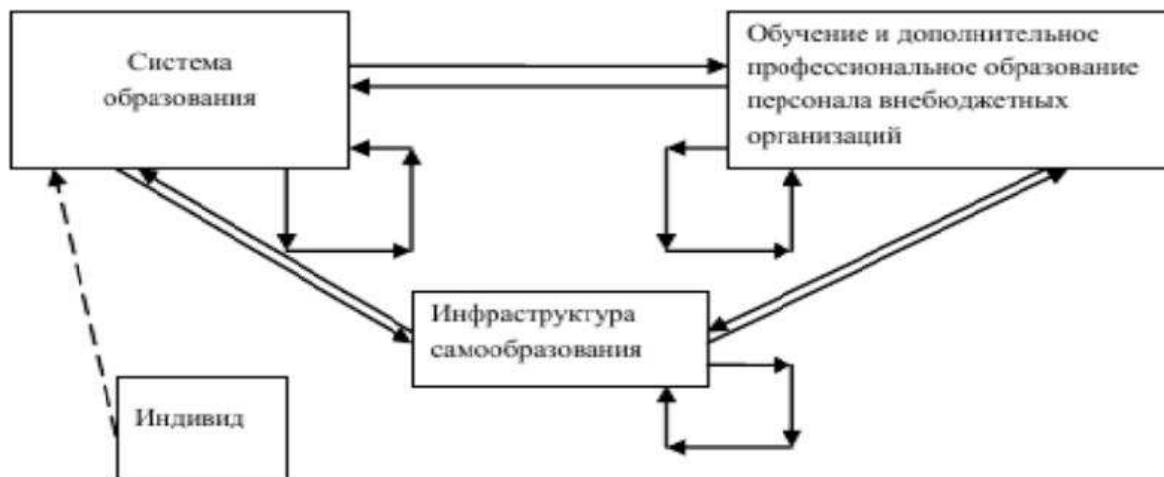 Система
образования
Обучение и дополнительное
профессиональное образование
персонала внебюджетных
организаций
Инфраструктура
самообразования
Индивид